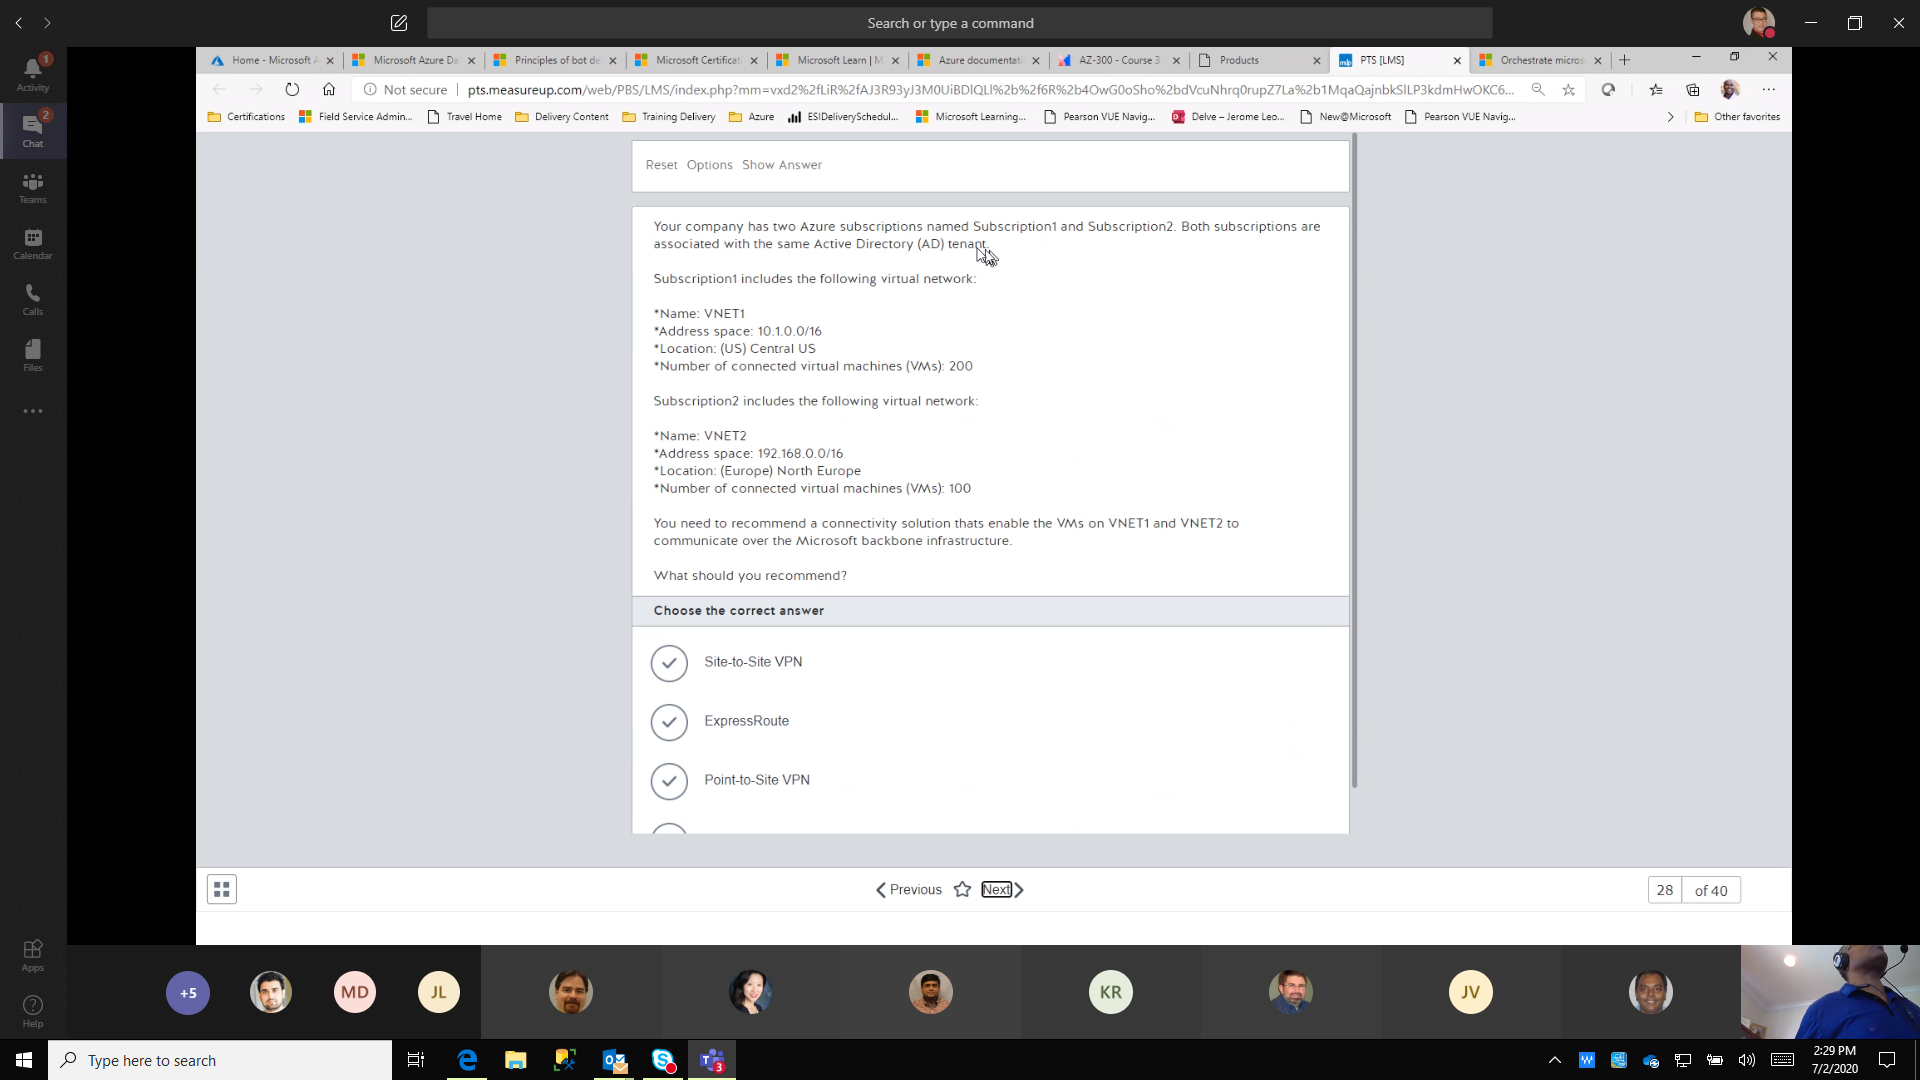 Search or type a command
Home - Microsoft A
Microsoft Azure Da
Principles of bot de
Microsoft Certificat
Microsoft Learn | M
Azure documentat
AZ-300 - Course 3
Products
PTS [LMS]
Orchestrate micros
Not secure
pts.measureup.com/web/PBS/LMS/index.php?mm=
Certifications
Field Service Admin...
Travel Home
Delivery Content
Training Delivery
Azure
ESIDeliverySchedul...
Microsoft Learning...
Pearson VUE Navig...
Delve – Jerome Leo...
New@Microsoft
Pearson VUE Navig...
Other favorites
1
Activity
2
Chat
Teams
Calendar
Calls
Files
Apps
Help
Reset Options Show Answer
Your company has two Azure subscriptions named Subscription1 and Subscription2. Both subscriptions are
associated with the same Active Directory (AD) tenant.
Subscription1 includes the following virtual network:
*Name: VNET1
*Address space: 10.1.0.0/16
*Location: (US) Central US
*Number of connected virtual machines (VMs): 200
Subscription2 includes the following virtual network:
*Name: VNET2
*Address space: 192.168.0.0/16
*Location: (Europe) North Europe
*Number of connected virtual machines (VMs): 100
You need to recommend a connectivity solution thats enable the VMs on VNET1 and VNET2 to
communicate over the Microsoft backbone infrastructure.
What should you recommend?
Choose the correct answer
Site-to-Site VPN
ExpressRoute
Point-to-Site VPN
Previous
Next
28 of 40
+5
MD
JL
KR
JV
Type here to search
3
2:29 PM
7/2/2020